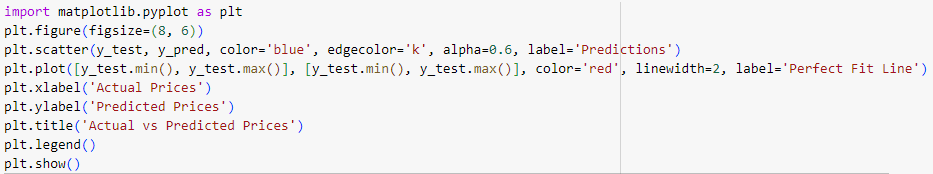 import matplotlib.pyplot as plt
plt.figure(figsize=(8, 6))
plt.scatter(y_test, y_pred, color='blue', edgecolor='k', alpha=0.6, label='Predictions')
plt.plot([y_test.min(), y_test.max()], [y_test.min(), y_test.max()], color='red', linewidth=2, label='Perfect Fit Line')
plt.xlabel('Actual Prices')
plt.ylabel('Predicted Prices')
plt.title('Actual vs Predicted Prices')
plt.legend()
plt.show()